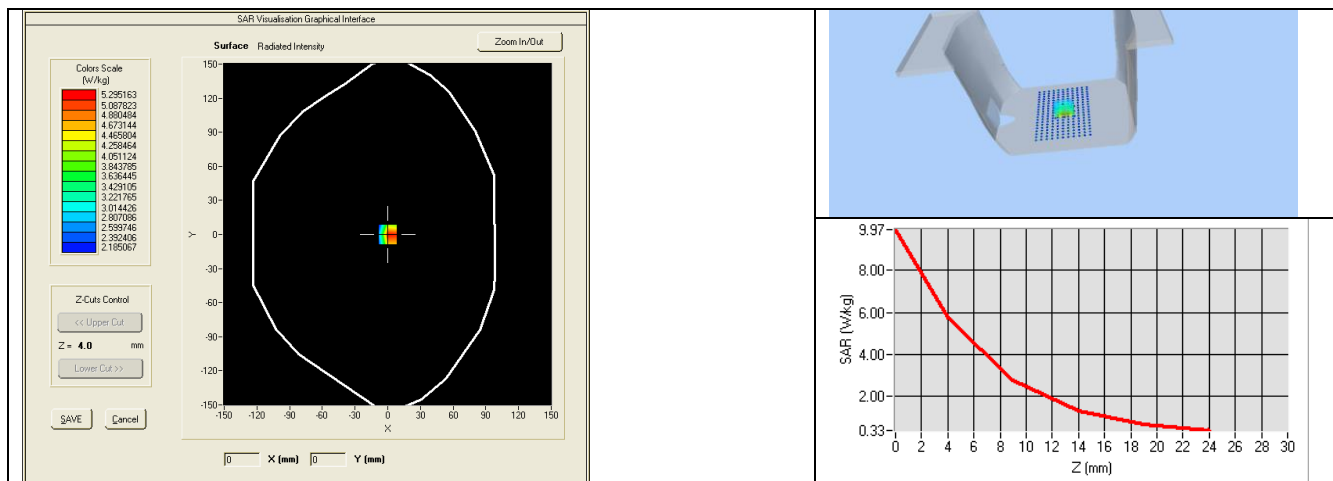 SAR Visualisation Graphical Interface
Surface Radiated Intensity
Zoom In/Out
Colors Scale
(W/kg)
5.295163
5.087823
4.880484
4.673144
4.465804
4.258464
4.051124
3.843785
3.636445
3.429105
3.221765
3.014426
2.807086
2.599746
2.392406
2.185067
Z-Cuts Control
<< Upper Cut
Z = 4.0 mm
Lower Cut >>
SAVE Cancel
150-
120-
90-
60-
30-
0-
-30-
-60-
-90-
-120-
-150-
Y
-150 -120 -90 -60 -30 0 30 60 90 120 150
X
0 X (mm) 0 Y (mm)
9.97-
8.00-
6.00-
4.00-
2.00-
0.33-
SAR (W/kg)
0 2 4 6 8 10 12 14 16 18 20 22 24 26 28 30
Z (mm)